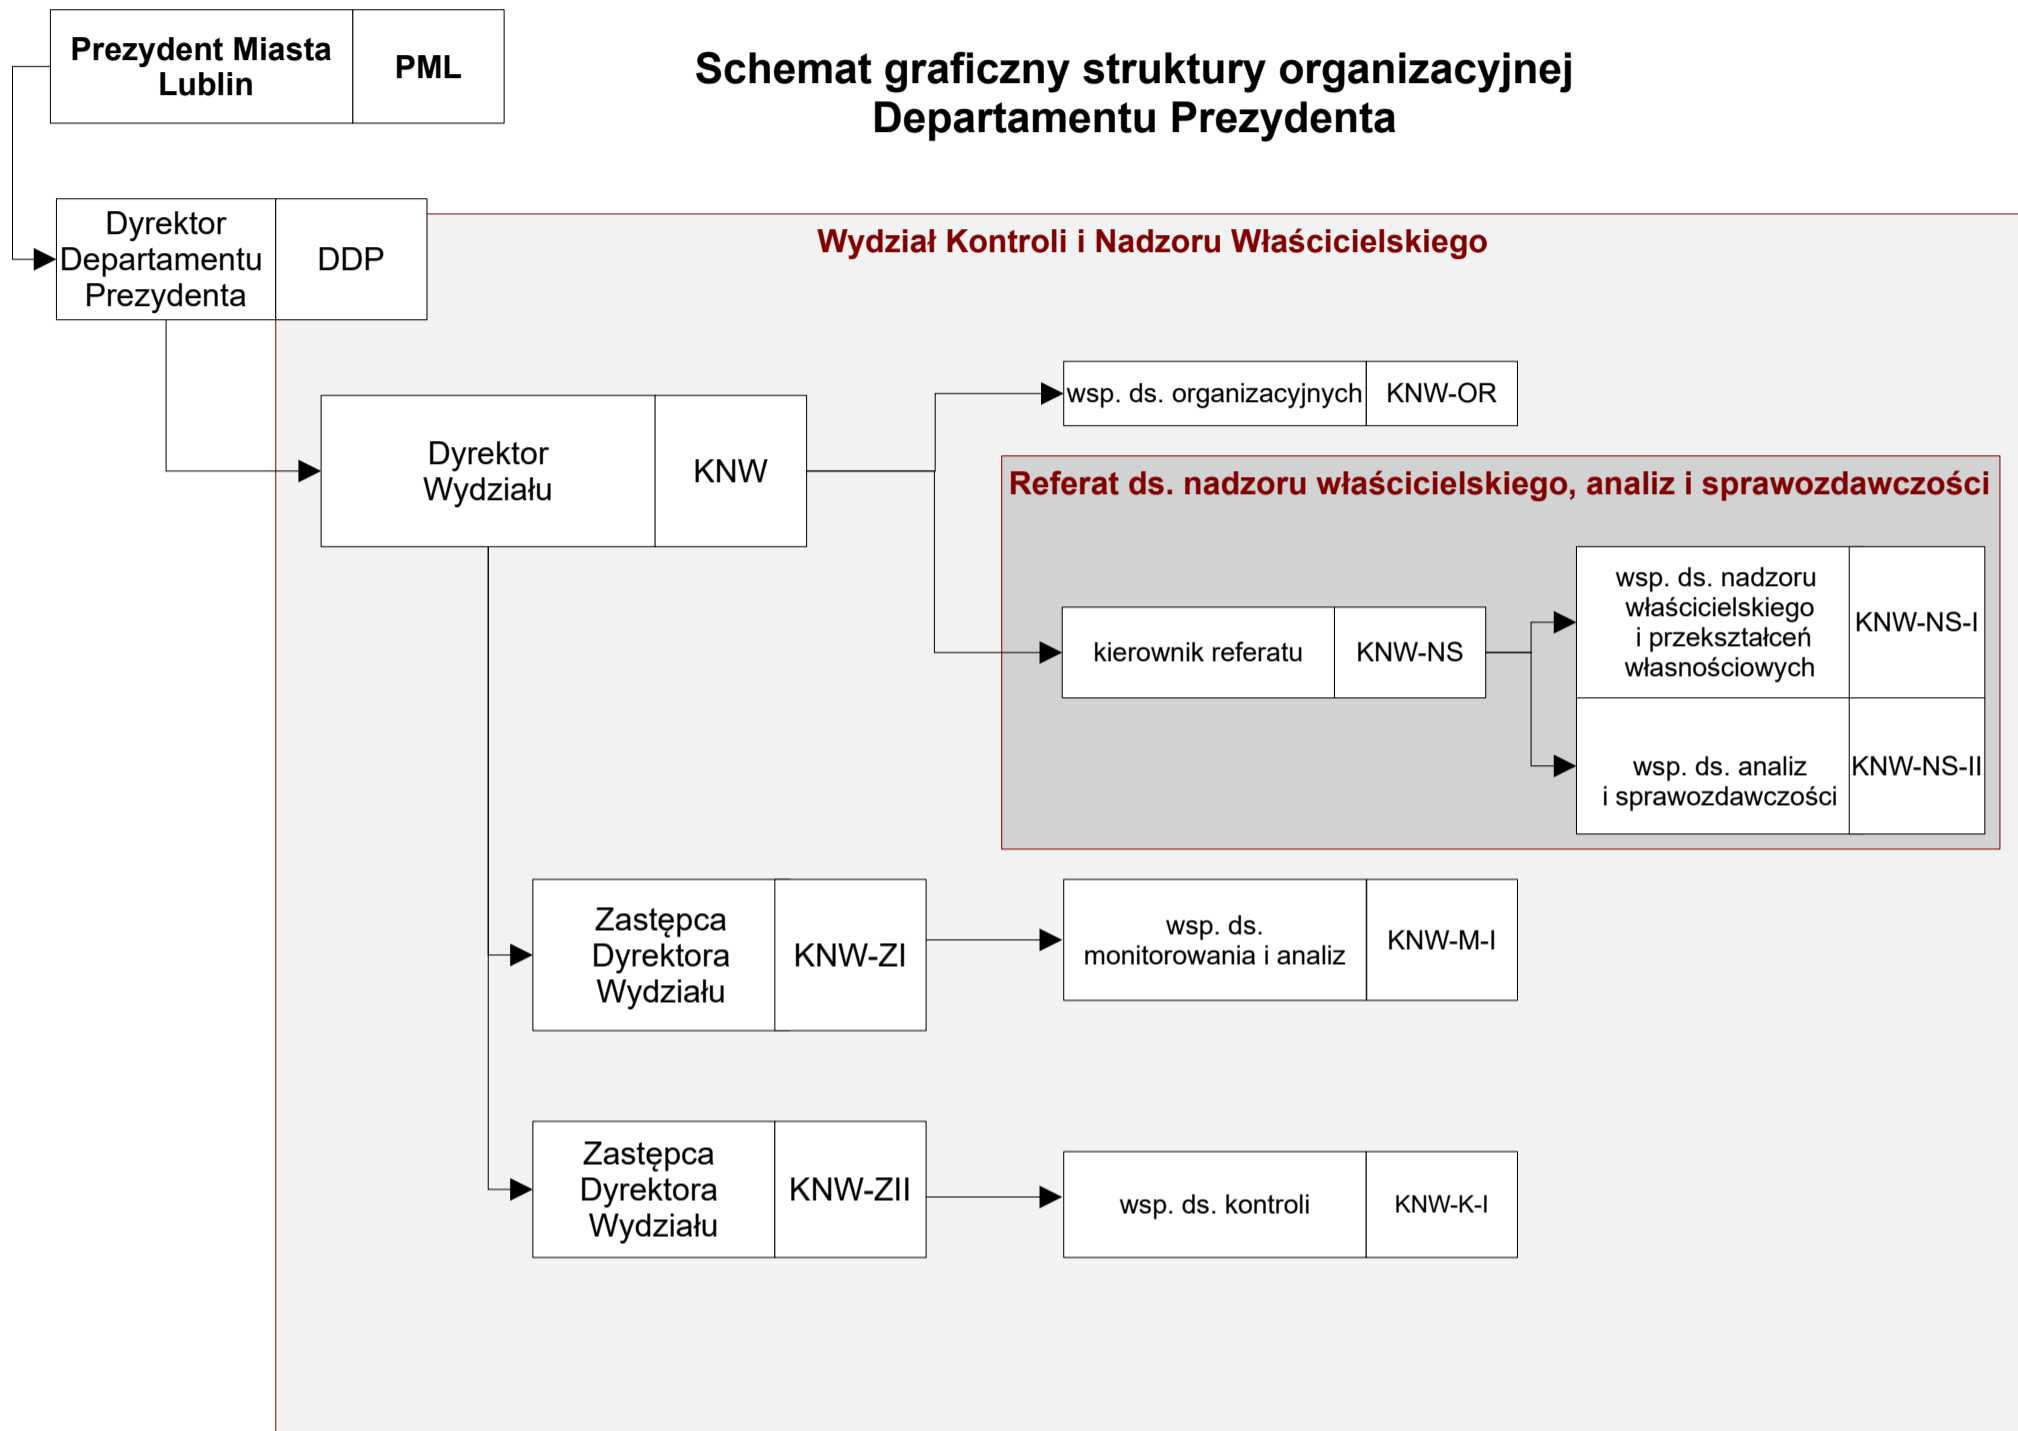 Prezydent Miasta
Lublin
PML
Schemat graficzny struktury organizacyjnej
Departamentu Prezydenta
Dyrektor
Departamentu
Prezydenta
DDP
Wydział Kontroli i Nadzoru Właścicielskiego
Dyrektor
Wydziału
KNW
wsp. ds. organizacyjnych
KNW-OR
Referat ds. nadzoru właścicielskiego, analiz i sprawozdawczości
kierownik referatu
KNW-NS
wsp. ds. nadzoru
właścicielskiego
i przekształceń
własnościowych
KNW-NS-I
wsp. ds. analiz
i sprawozdawczości
KNW-NS-II
Zastępca
Dyrektora
Wydziału
KNW-ZI
wsp. ds.
monitorowania i analiz
KNW-M-I
Zastępca
Dyrektora
Wydziału
KNW-ZII
wsp. ds. kontroli
KNW-K-I